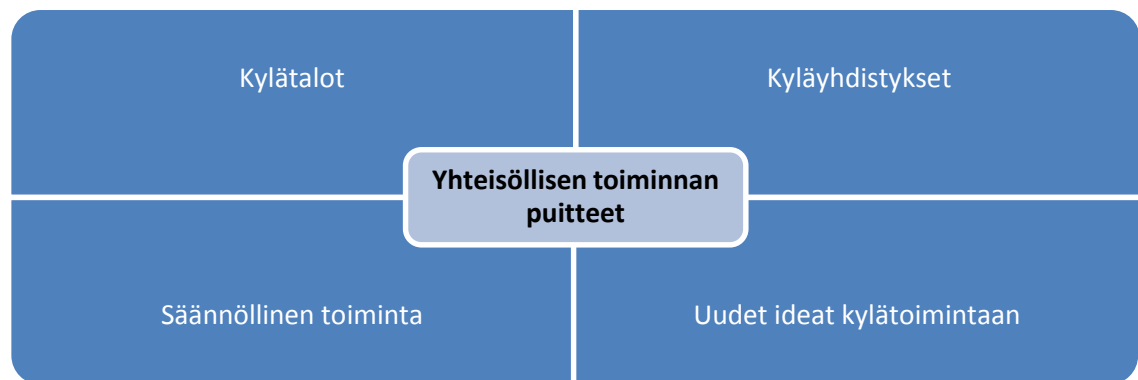 Kylätalot
Kyläyhdistykset
Yhteisöllisen toiminnan
puitteet
Säännöllinen toiminta
Uudet ideat kylätoimintaan